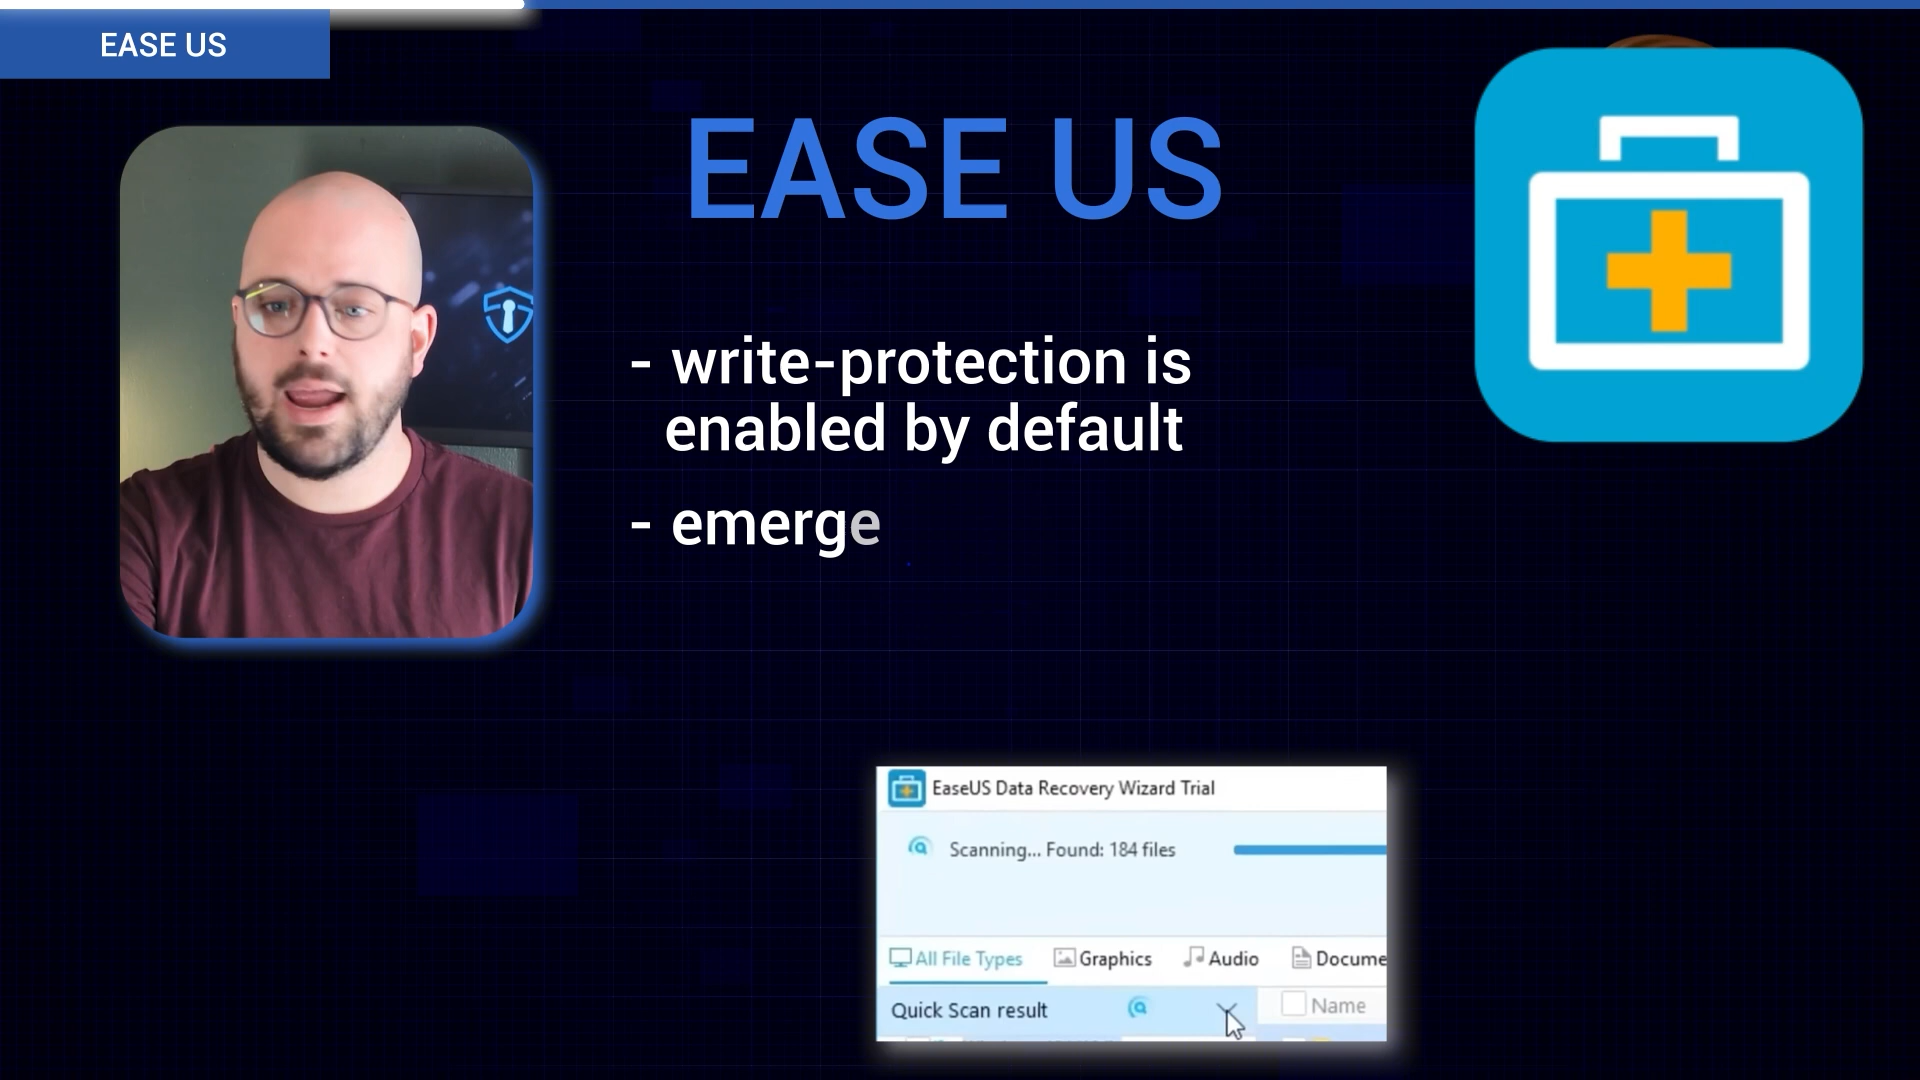 EASE US
EASE US
- write-protection is
enabled by default
- emerge
EaseUS Data Recovery Wizard Trial
Scanning... Found: 184 files
All File Types Graphics Audio Docume
Quick Scan result Name